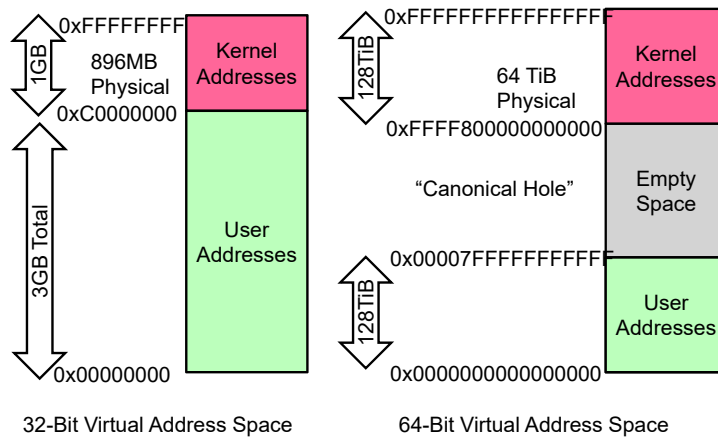 0xFFFFFFFF
1GB
896MB
Physical
Kernel
Addresses
0xC0000000
3GB Total
User
Addresses
0x00000000
32-Bit Virtual Address Space
0xFFFFFFFFFFFFFFFF
128TiB
64 TiB
Physical
Kernel
Addresses
0xFFFF800000000000
“Canonical Hole”
Empty
Space
0x00007FFFFFFFFFFF
128TiB
User
Addresses
0x0000000000000000
64-Bit Virtual Address Space